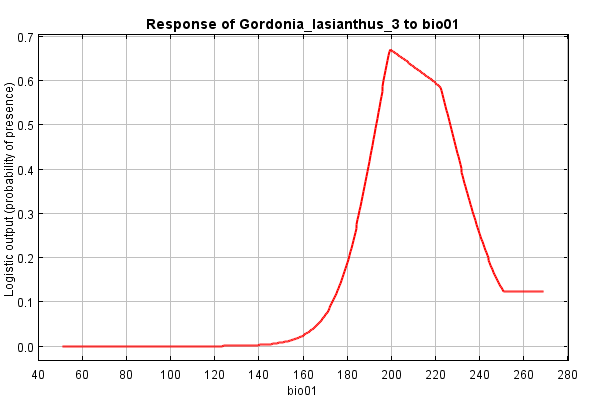 Response of Gordonia_lasianthus_3 to bio01
Logistic output (probability of presence)
0.7
0.6
0.5
0.4
0.3
0.2
0.1
0.0
40 60 80 100 120 140 160 180 200 220 240 260 280
bio01